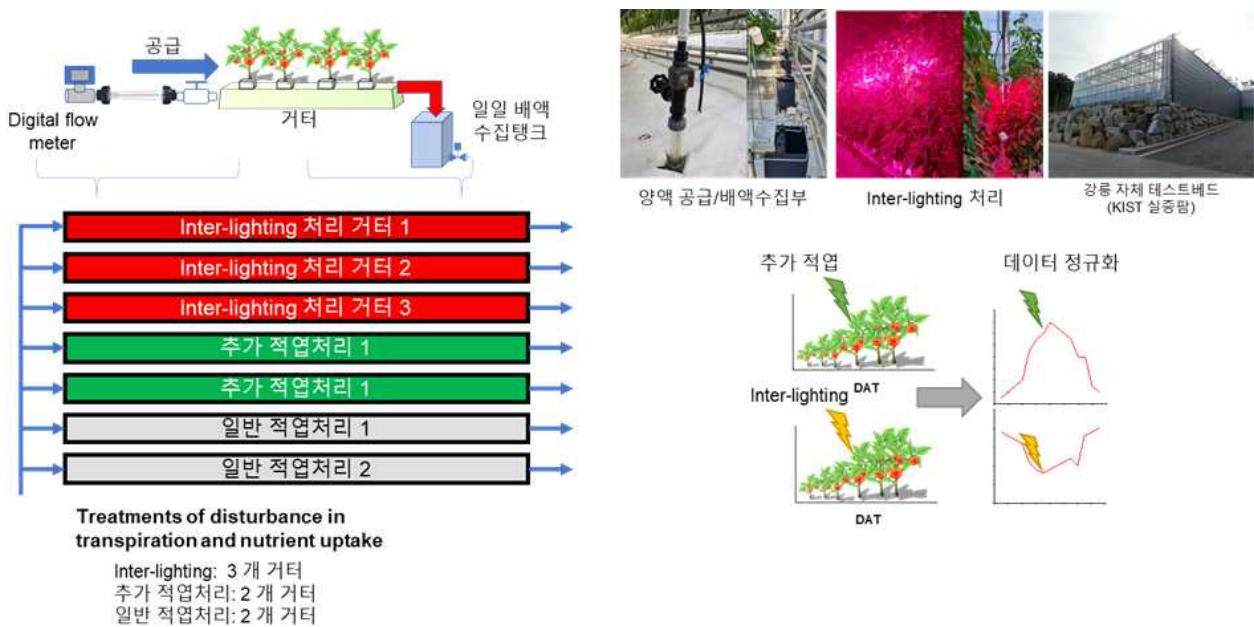 공급
Digital flow
meter
거터
일일 배액
수집탱크
Inter-lighting 처리 거터 1
Inter-lighting 처리 거터 2
Inter-lighting 처리 거터 3
추가 적엽처리 1
추가 적엽처리 1
일반 적엽처리 1
일반 적엽처리 2
Treatments of disturbance in
transpiration and nutrient uptake
Inter-lighting: 3 개 거터
추가 적엽처리: 2 개 거터
일반 적엽처리: 2 개 거터
양액 공급/배액수집부
Inter-lighting 처리
강릉 자체 테스트베드
(KIST 실증팜)
추가 적엽
데이터 정규화
DAT
Inter-lighting
DAT